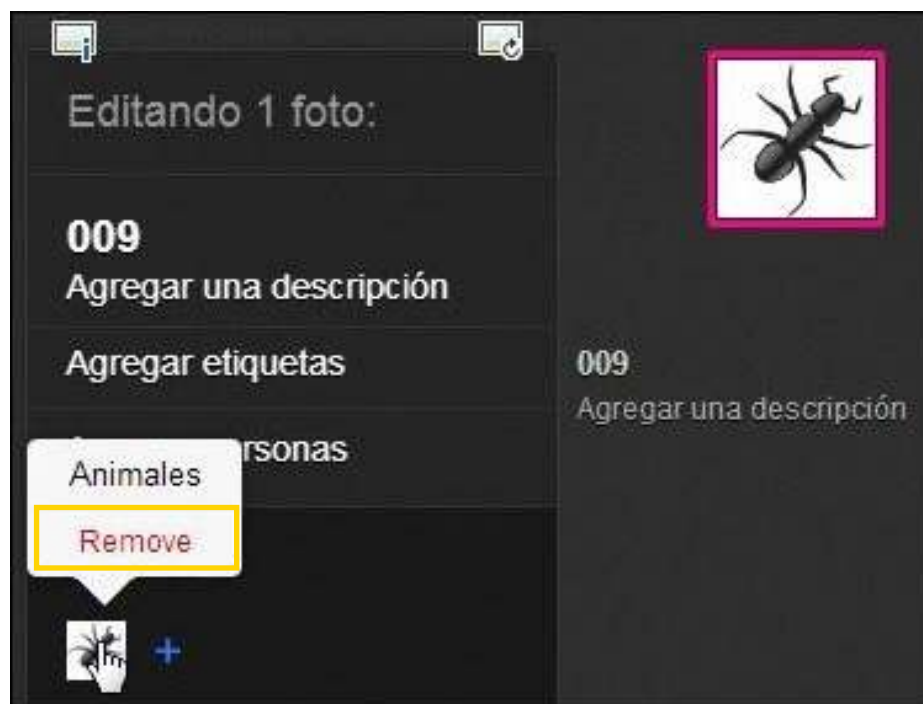 Editando 1 foto:
009
Agregar una descripción
Agregar etiquetas
rsonas
Animales
Remove
009
Agregar una descripción